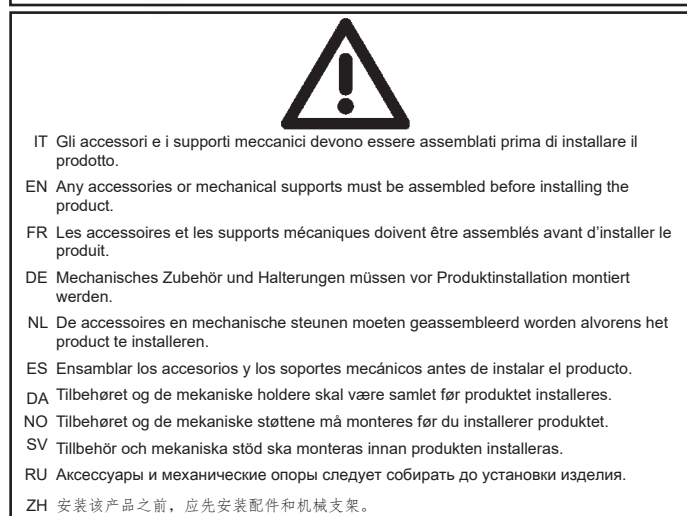 IT Gli accessori e i supporti meccanici devono essere assemblati prima di installare il
prodotto.
EN Any accessories or mechanical supports must be assembled before installing the
product.
FR Les accessoires et les supports mécaniques doivent être assemblés avant d'installer le
produit.
DE Mechanisches Zubehör und Halterungen müssen vor Produktinstallation montiert
werden.
NL De accessoires en mechanische steunen moeten geassembleerd worden alvorens het
product te installeren.
ES Ensamblar los accesorios y los soportes mecánicos antes de instalar el producto.
DA Tilbehøret og de mekaniske holdere skal være samlet før produktet installeres.
NO Tilbehøret og de mekaniske støttene må monteres før du installerer produktet.
SV Tillbehör och mekaniska stöd ska monteras innan produkten installeras.
RU Аксессуары и механические опоры следует собирать до установки изделия.
ZH 安装该产品之前，应先安装配件和机械支架。